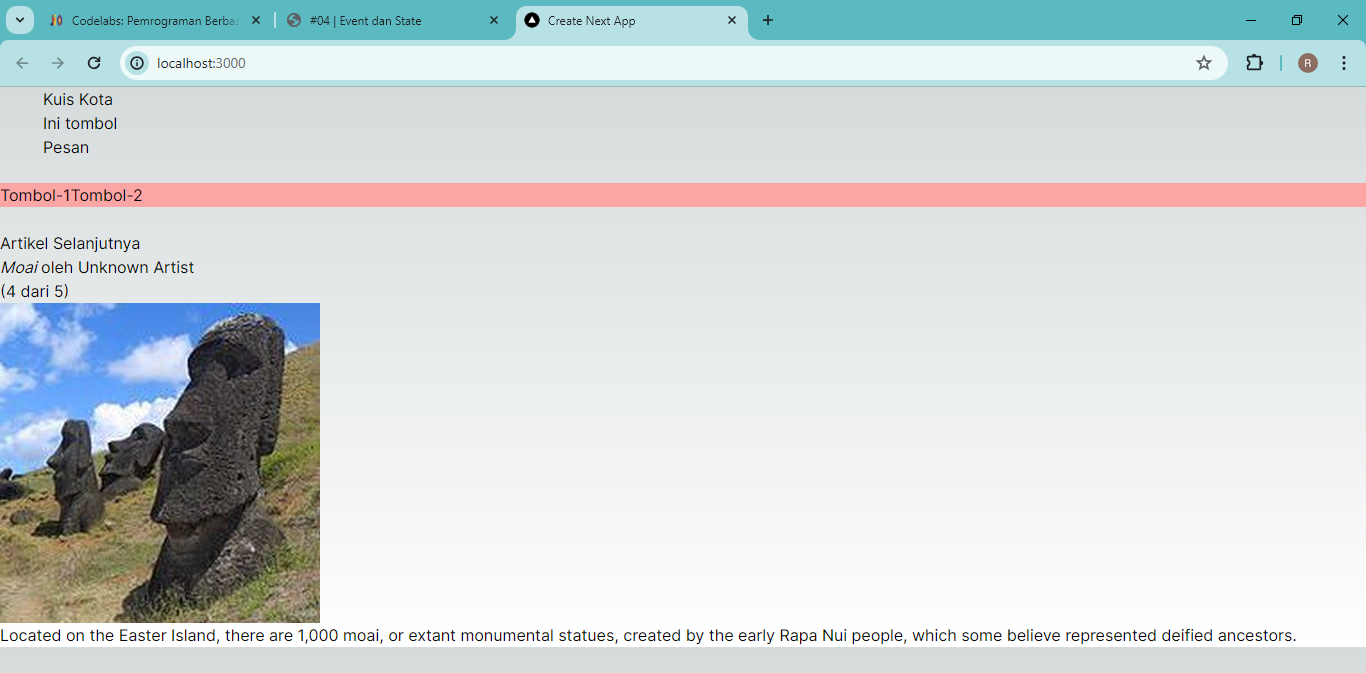 Codelabs: Pemrograman Berba
#04 | Event dan State
Create Next App
localhost:3000
R
Kuis Kota
Ini tombol
Pesan
Tombol-1Tombol-2
Artikel Selanjutnya
Moai oleh Unknown Artist
(4 dari 5)
Located on the Easter Island, there are 1,000 moai, or extant monumental statues, created by the early Rapa Nui people, which some believe represented deified ancestors.